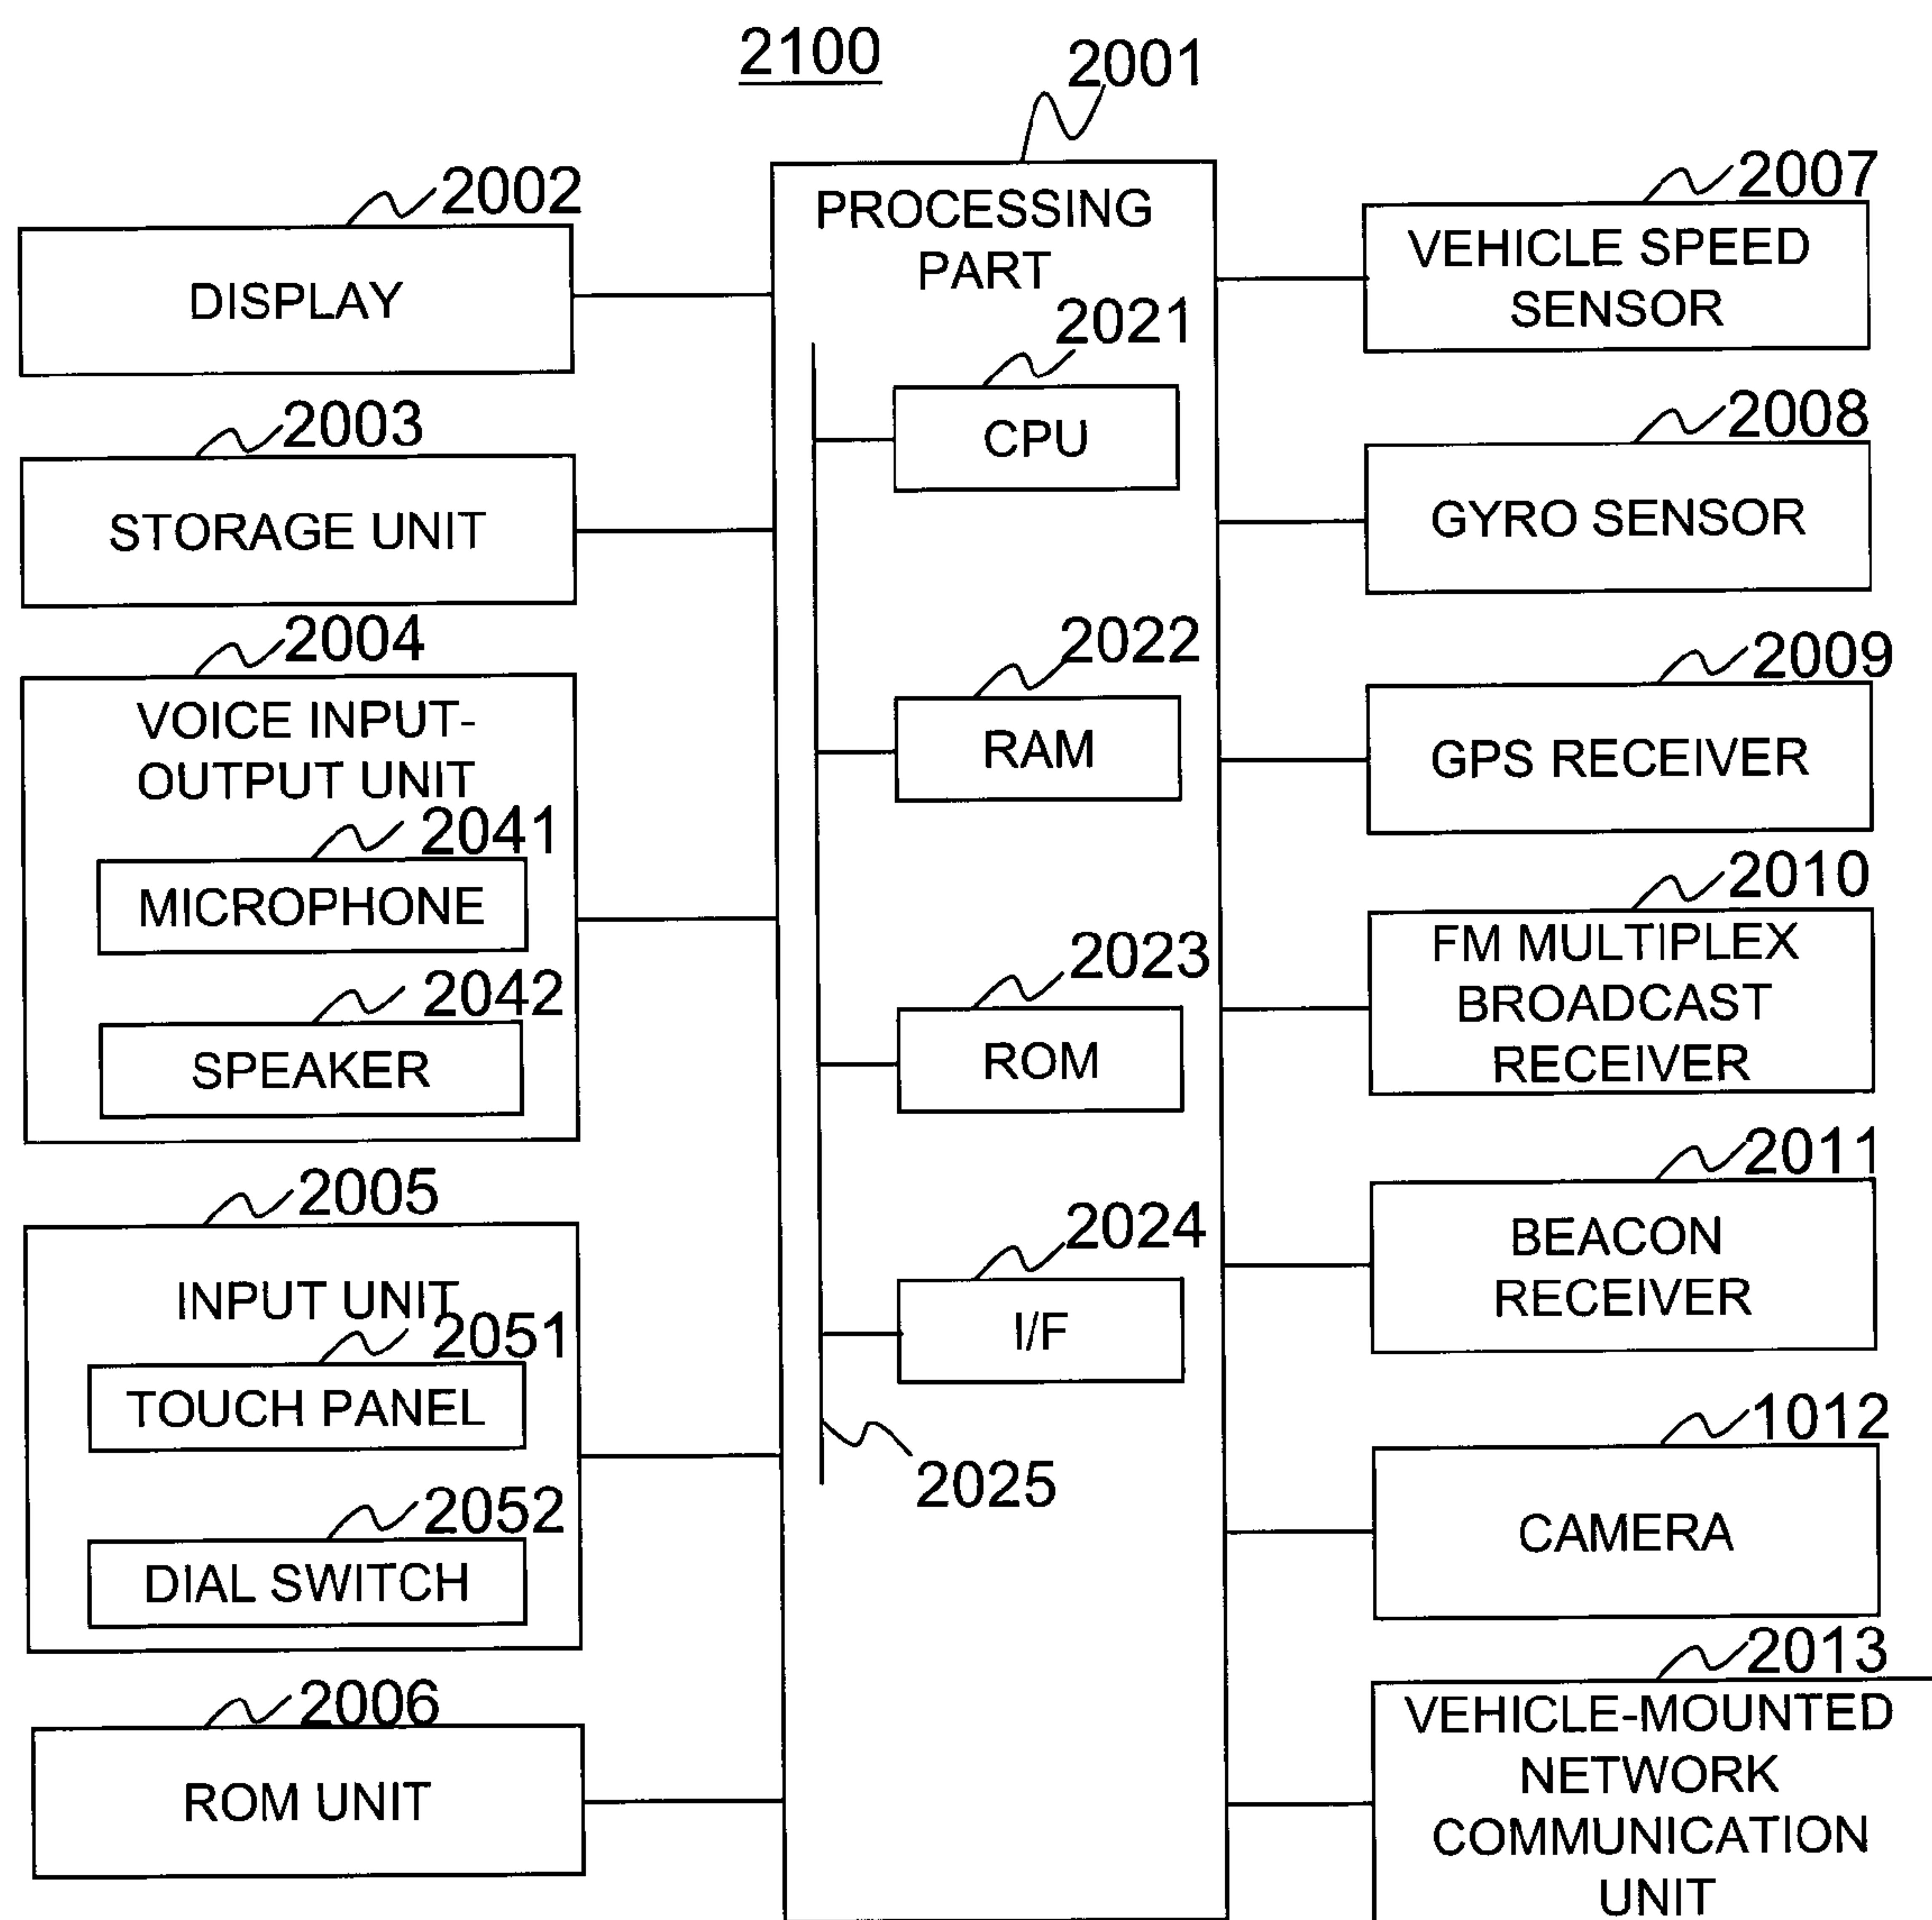 2100
2001
PROCESSING
PART
2002
DISPLAY
2003
STORAGE UNIT
2004
VOICE INPUT-
OUTPUT UNIT
2041
MICROPHONE
2042
SPEAKER
2005
INPUT UNIT
2051
TOUCH PANEL
2052
DIAL SWITCH
2006
ROM UNIT
2021
CPU
2022
RAM
2023
ROM
2024
I/F
2025
2007
VEHICLE SPEED
SENSOR
2008
GYRO SENSOR
2009
GPS RECEIVER
2010
FM MULTIPLEX
BROADCAST
RECEIVER
2011
BEACON
RECEIVER
1012
CAMERA
2013
VEHICLE-MOUNTED
NETWORK
COMMUNICATION
UNIT